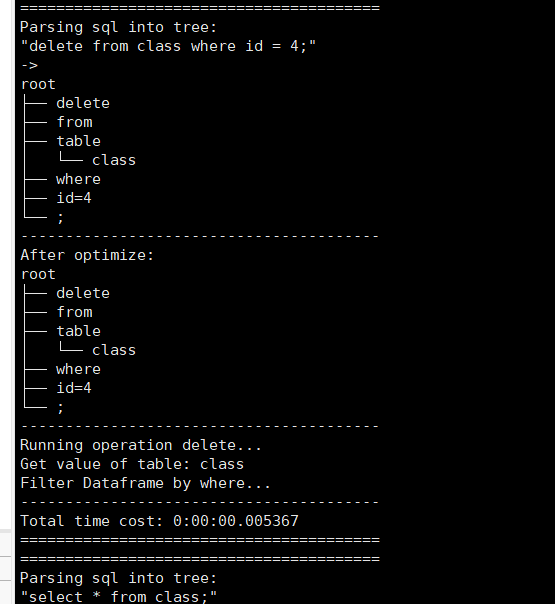 ========================================
Parsing sql into tree:
"delete from class where id = 4;"
->
root
├── delete
├── from
├── table
│   └── class
├── where
├── id=4
└── ;
----------------------------------------
After optimize:
root
├── delete
├── from
├── table
│   └── class
├── where
├── id=4
└── ;
----------------------------------------
Running operation delete...
Get value of table: class
Filter Dataframe by where...
----------------------------------------
Total time cost: 0:00:00.005367
========================================
========================================
Parsing sql into tree:
"select * from class;"